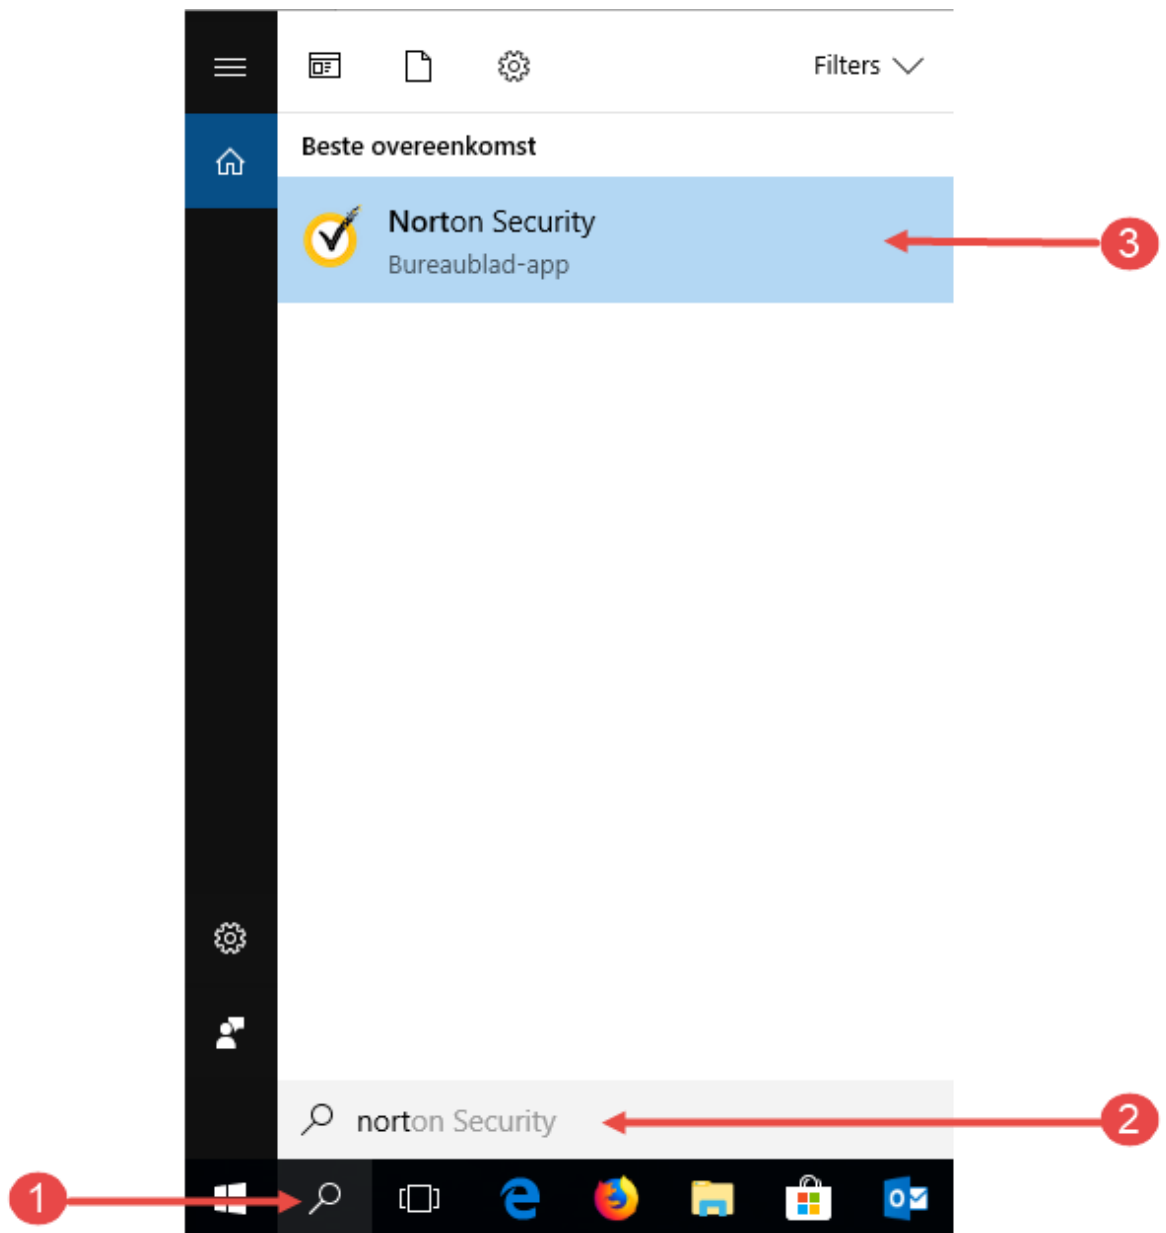 Filters
Beste overeenkomst
Norton Security
Bureaublad-app
3
norton Security
2
1